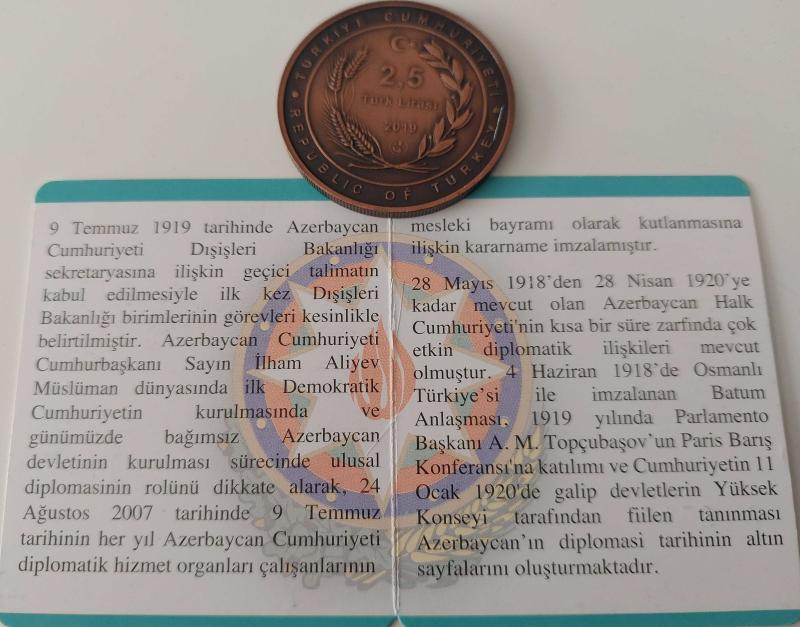 TÜRKİYE CUMHURİYETİ
2,5
Türk Lirası
2019
REPUBLIC OF TURKEY
9 Temmuz 1919 tarihinde Azerbaycan
Cumhuriyeti Dışişleri Bakanlığı
sekretaryasına ilişkin geçici talimatın
kabul edilmesiyle ilk kez Dışişleri
Bakanlığı birimlerinin görevleri kesinlikle
belirtilmiştir. Azerbaycan Cumhuriyeti
Cumhurbaşkanı Sayın İlham Aliyev
Müslüman dünyasında ilk Demokratik
Cumhuriyetin kurulmasında ve
günümüzde bağımsız Azerbaycan
devletinin kurulması sürecinde ulusal
diplomasinin rolünü dikkate alarak, 24
Ağustos 2007 tarihinde 9 Temmuz
tarihinin her yıl Azerbaycan Cumhuriyeti
diplomatik hizmet organları çalışanlarının
mesleki bayramı olarak kutlanmasına
ilişkin kararname imzalamıştır.
28 Mayıs 1918'den 28 Nisan 1920'ye
kadar mevcut olan Azerbaycan Halk
Cumhuriyeti'nin kısa bir süre zarfında çok
etkin diplomatik ilişkileri mevcut
olmuştur. 4 Haziran 1918'de Osmanlı
Türkiye'si ile imzalanan Batum
Anlaşması, 1919 yılında Parlamento
Başkanı A. M. Topçubaşov'un Paris Barış
Konferansı'na katılımı ve Cumhuriyetin 11
Ocak 1920'de galip devletlerin Yüksek
Konseyi tarafından fiilen tanınması
Azerbaycan'ın diplomasi tarihinin altın
sayfalarını oluşturmaktadır.